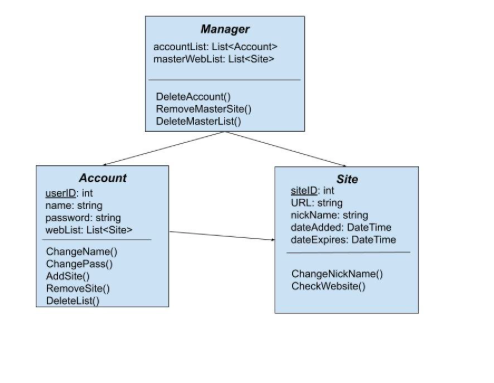 Manager
accountList: List<Account>
masterWebList: List<Site>
DeleteAccount()
RemoveMasterSite()
DeleteMasterList()
Account
userID: int
name: string
password: string
webList: List<Site>
ChangeName()
ChangePass()
AddSite()
RemoveSite()
DeleteList()
Site
siteID: int
URL: string
nickName: string
dateAdded: DateTime
dateExpires: DateTime
ChangeNickName()
CheckWebsite()